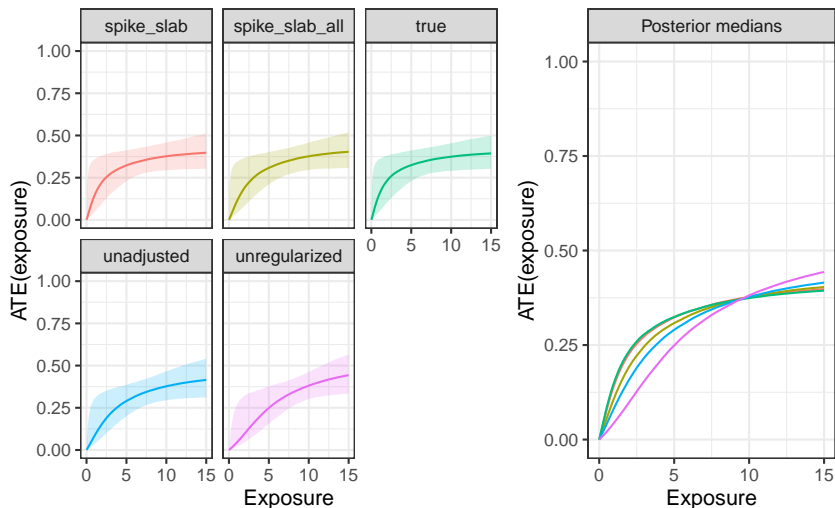 spike_slab spike_slab_all true
1.00
0.75
0.50
0.25
0.00
0 5 10 15
unadjusted unregularized
1.00
0.75
0.50
0.25
0.00
0 5 10 15 0 5 10 15
Exposure
ATE(exposure)
Posterior medians
1.00
0.75
0.50
0.25
0.00
0 5 10 15
Exposure
ATE(exposure)